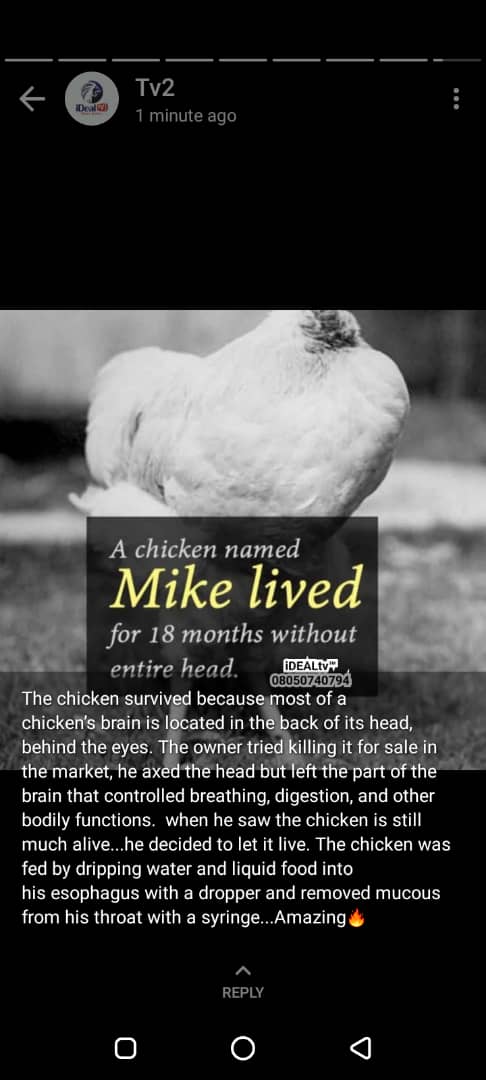 Tv2
1 minute ago
iDealtv
A chicken named
Mike lived
for 18 months without
entire head.
iDEALtv™
08050740794
The chicken survived because most of a
chicken's brain is located in the back of its head,
behind the eyes. The owner tried killing it for sale in
the market, he axed the head but left the part of the
brain that controlled breathing, digestion, and other
bodily functions.  when he saw the chicken is still
much alive...he decided to let it live. The chicken was
fed by dripping water and liquid food into
his esophagus with a dropper and removed mucous
from his throat with a syringe...Amazing🔥
REPLY